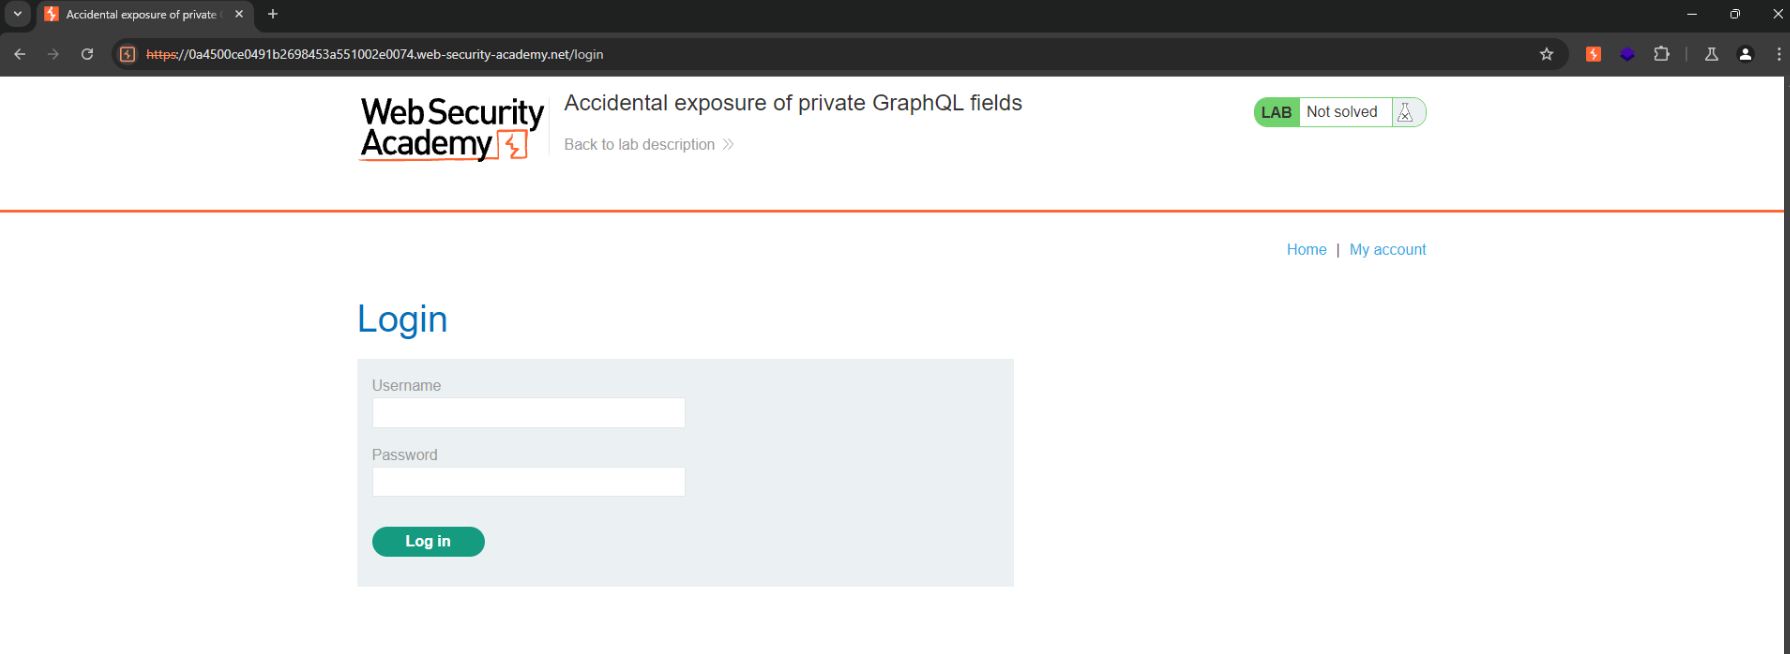 Accidental exposure of private
https://0a4500ce0491b2698453a551002e0074.web-security-academy.net/login
Web Security
Academy
Accidental exposure of private GraphQL fields
Back to lab description
LAB Not solved
Home | My account
Login
Username
Password
Log in